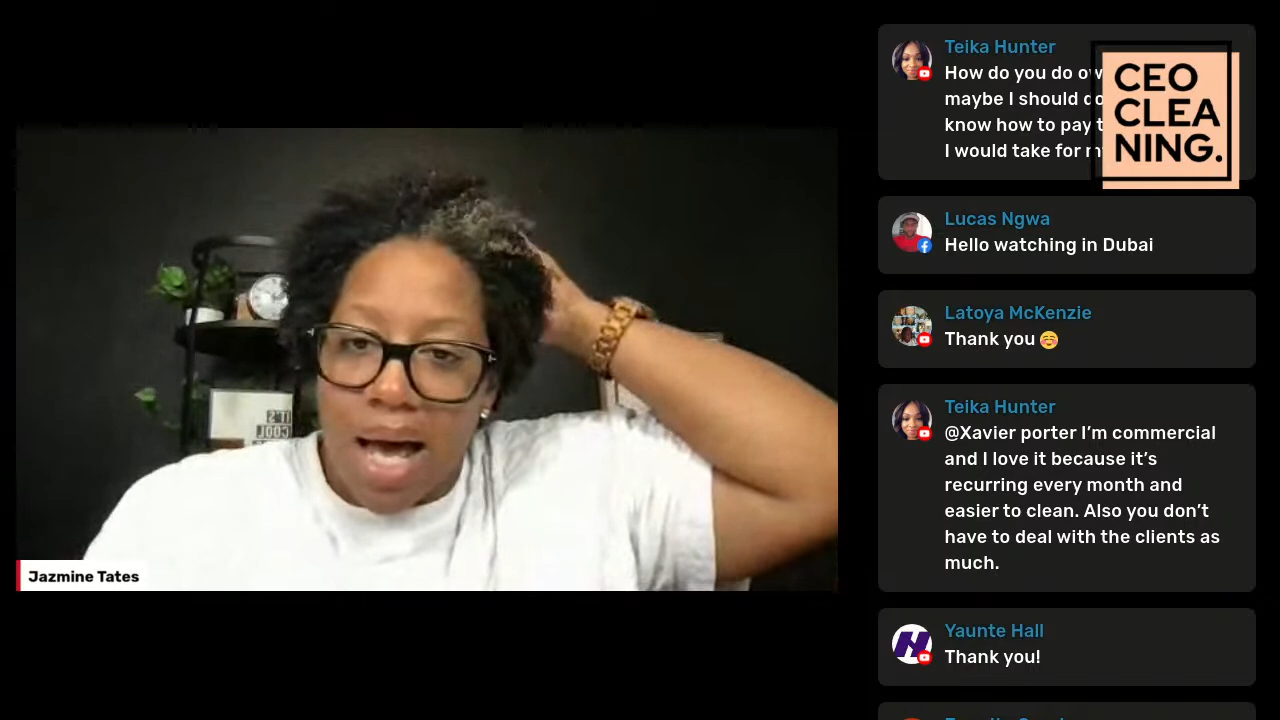 Teika Hunter
How do you do
maybe I should
know how to pay
I would take for
CEO
CLEA
NING.
Lucas Ngwa
Hello watching in Dubai
Latoya McKenzie
Thank you
Teika Hunter
@Xavier porter I’m commercial
and I love it because it’s
recurring every month and
easier to clean. Also you don’t
have to deal with the clients as
much.
Yaunte Hall
Thank you!
IT'S
COOL
Jazmine Tates